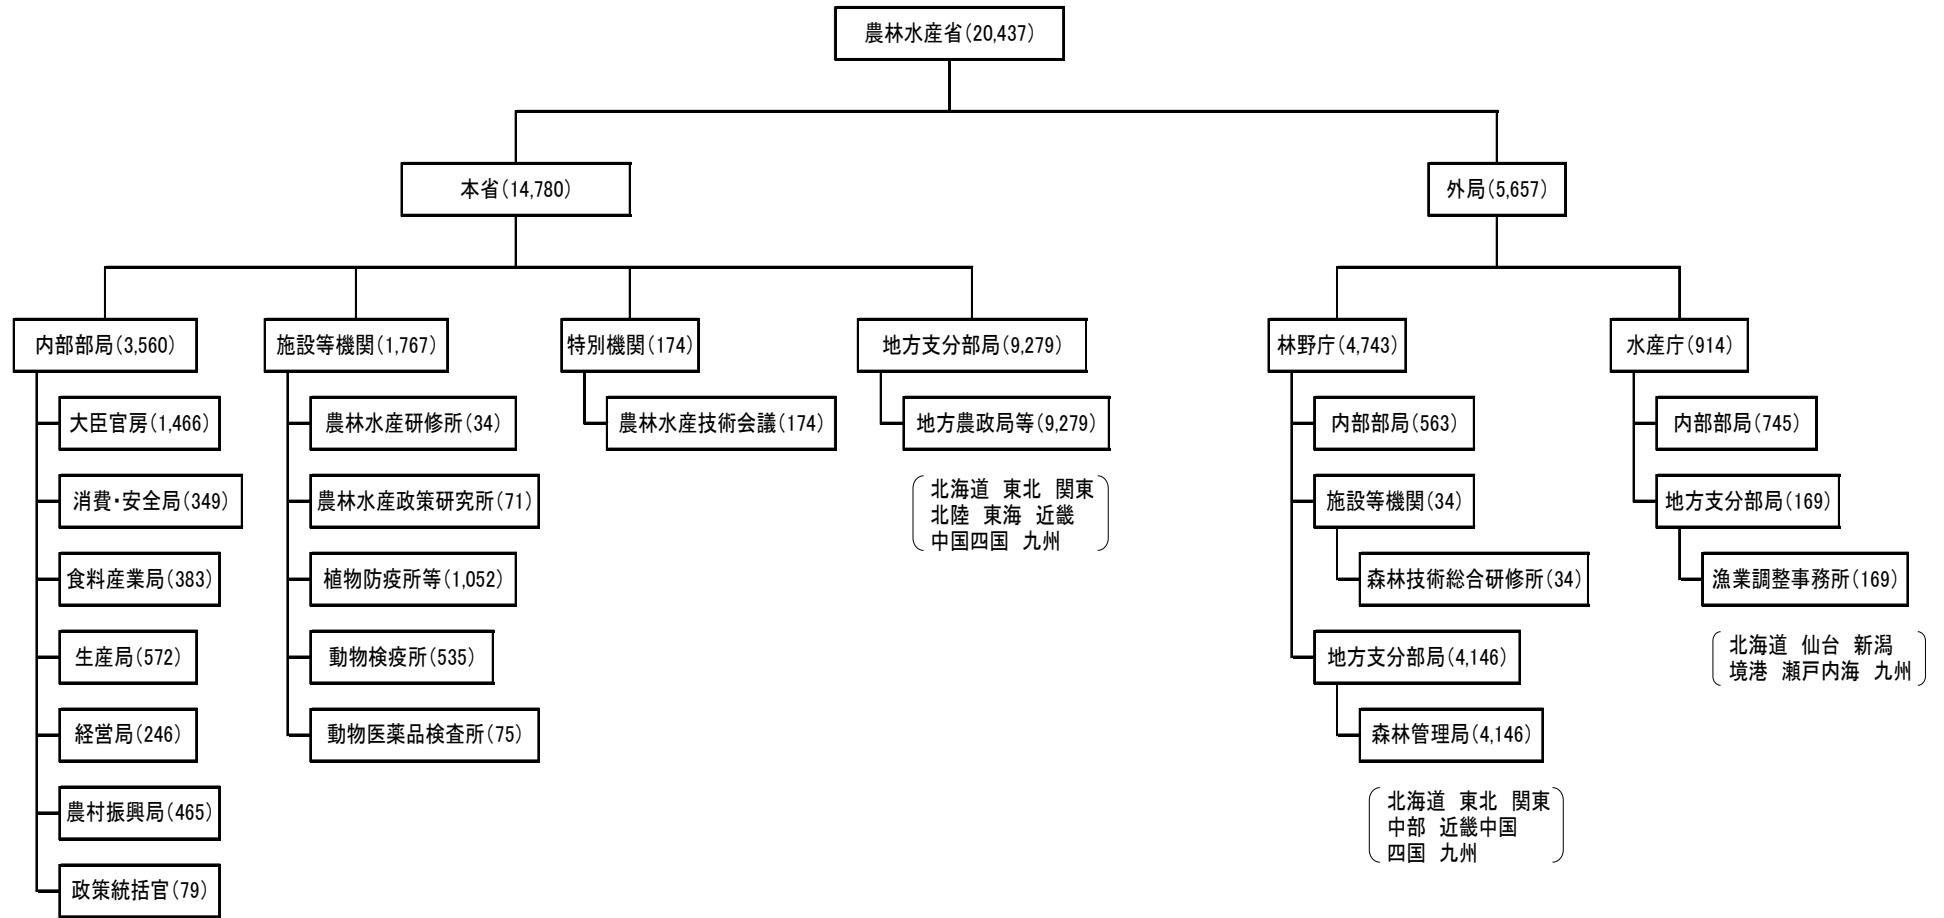 農林水産省(20,437)
本省(14,780)
外局(5,657)
内部部局(3,560)
施設等機関(1,767)
特別機関(174)
地方支分部局(9,279)
林野庁(4,743)
水産庁(914)
大臣官房(1,466)
消費・安全局(349)
食料産業局(383)
生産局(572)
経営局(246)
農村振興局(465)
政策統括官(79)
農林水産研修所(34)
農林水産政策研究所(71)
植物防疫所等(1,052)
動物検疫所(535)
動物医薬品検査所(75)
農林水産技術会議(174)
地方農政局等(9,279)
北海道 東北 関東
北陸 東海 近畿
中国四国 九州
内部部局(563)
施設等機関(34)
森林技術総合研修所(34)
地方支分部局(4,146)
森林管理局(4,146)
北海道 東北 関東
中部 近畿中国
四国 九州
内部部局(745)
地方支分部局(169)
漁業調整事務所(169)
北海道 仙台 新潟
境港 瀬戸内海 九州